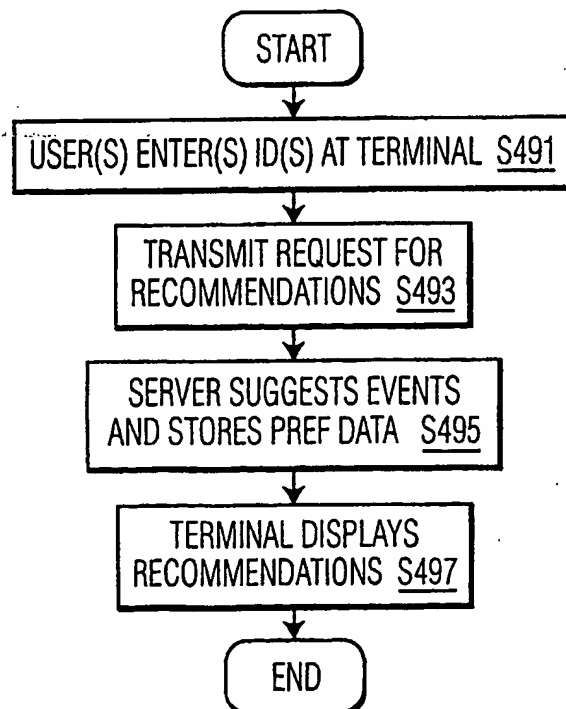 START
USER(S) ENTER(S) ID(S) AT TERMINAL S491
TRANSMIT REQUEST FOR
RECOMMENDATIONS S493
SERVER SUGGESTS EVENTS
AND STORES PREF DATA S495
TERMINAL DISPLAYS
RECOMMENDATIONS S497
END